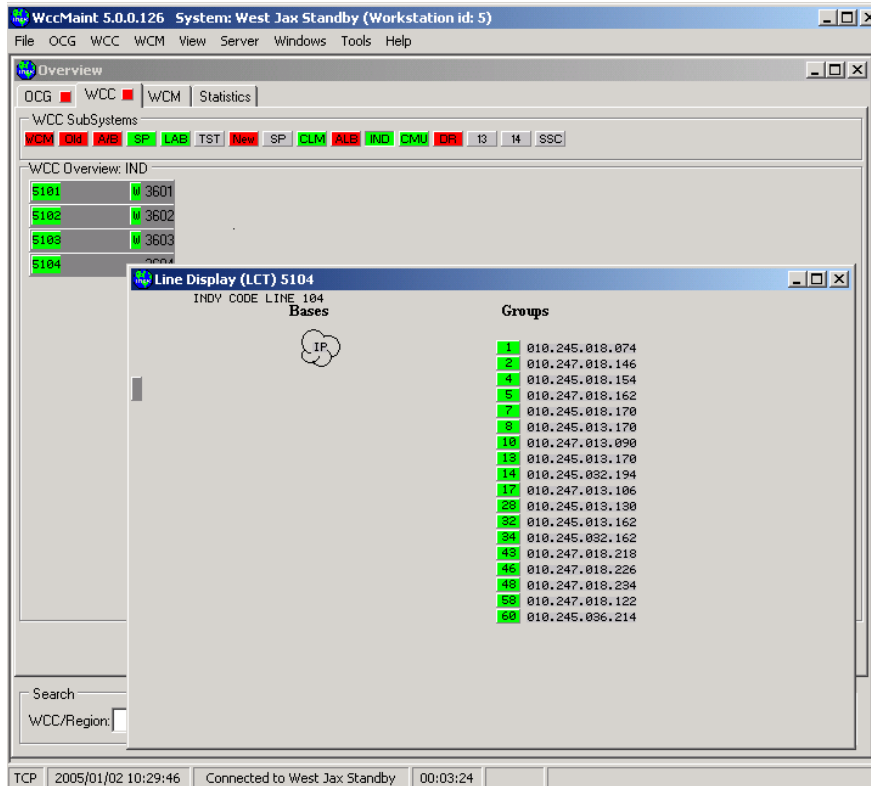 WccMaint 5.0.0.126 System: West Jax Standby (Workstation id: 5)
File OCG WCC WCM View Server Windows Tools Help
Overview
OCG WCC WCM Statistics
WCC SubSystems
WCM Old A/B SP LAB TST New SP CLM ALB IND CMU DR 13 14 SSC
WCC Overview: IND
5101 W 3601
5102 W 3602
5103 W 3603
5104
Line Display (LCT) 5104
INDY CODE LINE 104
Bases Groups
IP
1 010.245.018.074
2 010.247.018.146
4 010.245.018.154
5 010.247.018.162
7 010.245.018.170
8 010.245.013.170
10 010.247.013.090
13 010.245.013.170
14 010.245.032.194
17 010.247.013.106
28 010.245.013.130
32 010.245.013.162
34 010.245.032.162
43 010.247.018.218
46 010.247.018.226
48 010.247.018.234
58 010.247.018.122
60 010.245.036.214
Search
WCC/Region:
TCP 2005/01/02 10:29:46 Connected to West Jax Standby 00:03:24